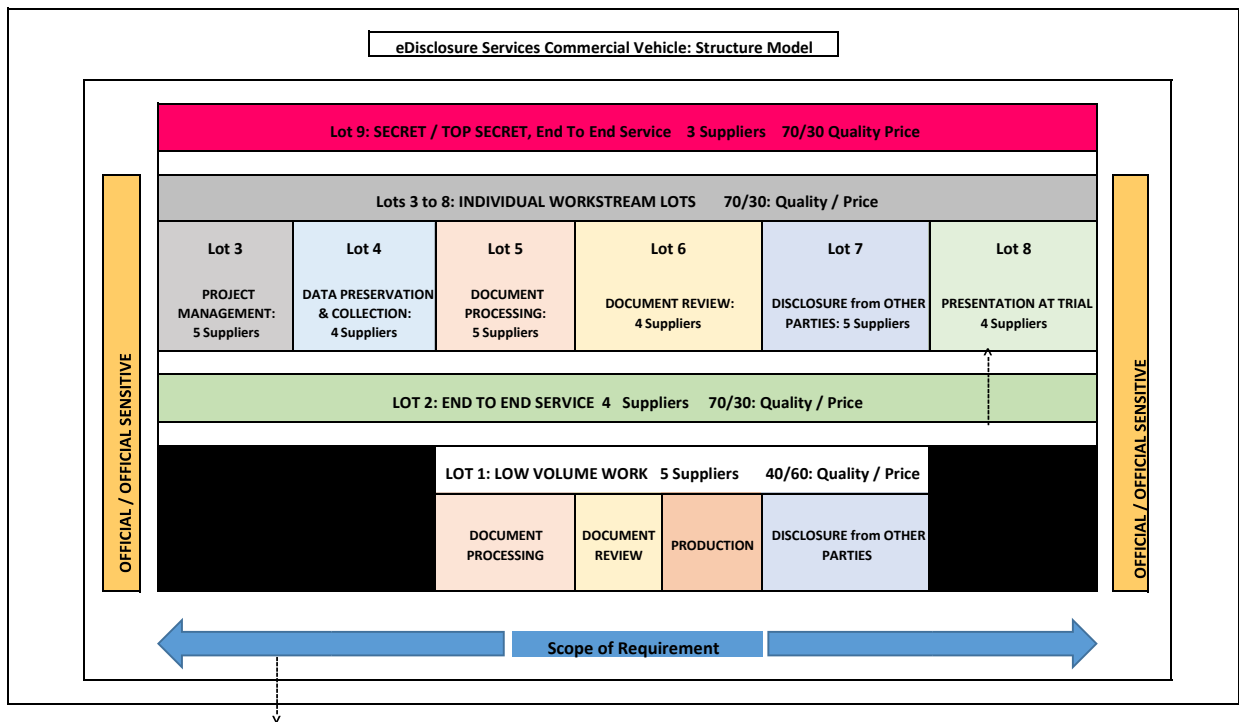 eDisclosure Services Commercial Vehicle: Structure Model
Lot 9: SECRET / TOP SECRET, End To End Service 3 Suppliers 70/30 Quality Price
OFFICIAL / OFFICIAL SENSITIVE
Lots 3 to 8: INDIVIDUAL WORKSTREAM LOTS 70/30: Quality / Price
Lot 3
PROJECT
MANAGEMENT:
5 Suppliers
Lot 4
DATA PRESERVATION
& COLLECTION:
4 Suppliers
Lot 5
DOCUMENT
PROCESSING:
5 Suppliers
Lot 6
DOCUMENT REVIEW:
4 Suppliers
Lot 7
DISCLOSURE from OTHER
PARTIES: 5 Suppliers
Lot 8
PRESENTATION AT TRIAL
4 Suppliers
OFFICIAL / OFFICIAL SENSITIVE
LOT 2: END TO END SERVICE 4 Suppliers 70/30: Quality / Price
LOT 1: LOW VOLUME WORK 5 Suppliers 40/60: Quality / Price
DOCUMENT
PROCESSING
DOCUMENT
REVIEW
PRODUCTION
DISCLOSURE from OTHER
PARTIES
Scope of Requirement